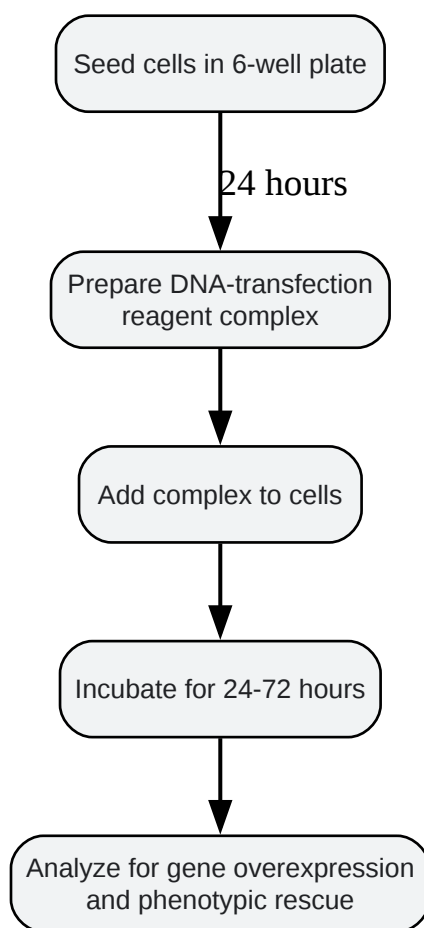 Seed cells in 6-well plate
24 hours
Prepare DNA-transfection
reagent complex
Add complex to cells
Incubate for 24-72 hours
Analyze for gene overexpression
and phenotypic rescue